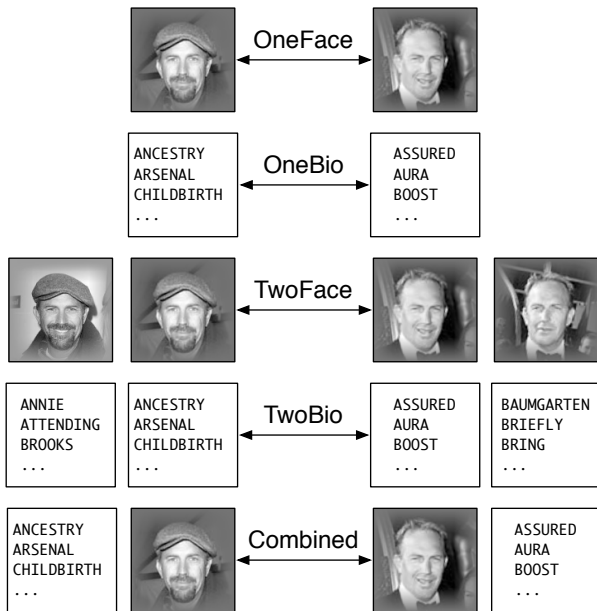 OneFace
ANCESTRY
ARSENAL
CHILDBIRTH
...
OneBio
ASSURED
AURA
BOOST
...
TwoFace
ANNIE
ATTENDING
BROOKS
...
ANCESTRY
ARSENAL
CHILDBIRTH
...
TwoBio
ASSURED
AURA
BOOST
...
BAUMGARTEN
BRIEFLY
BRING
...
ANCESTRY
ARSENAL
CHILDBIRTH
...
Combined
ASSURED
AURA
BOOST
...